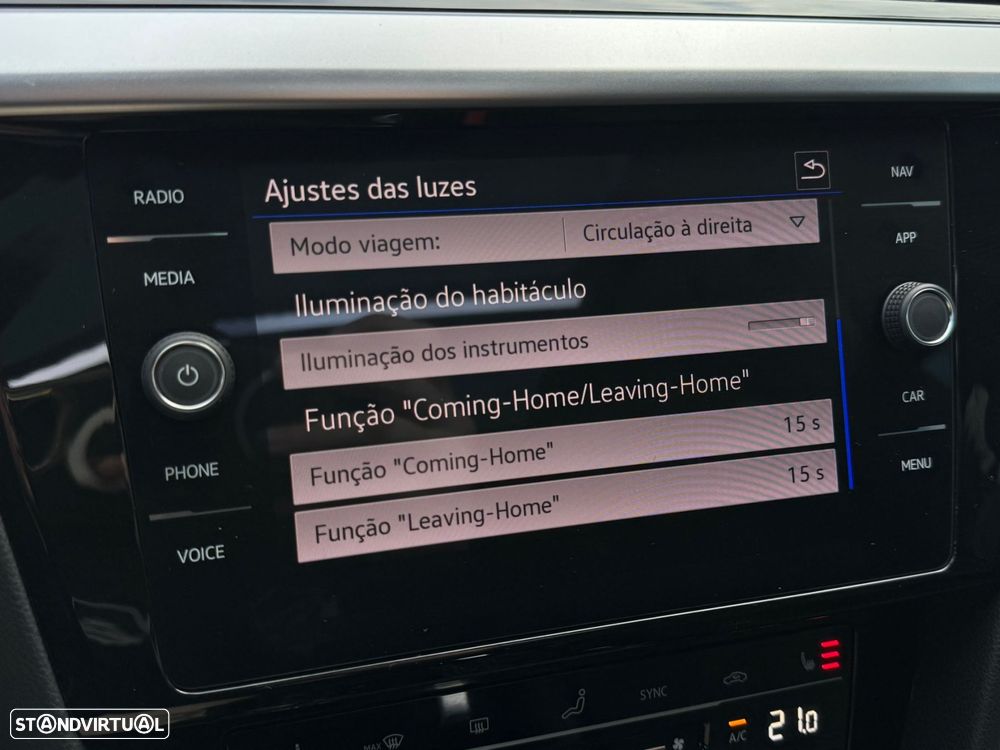 RADIO
MEDIA
PHONE
VOICE
Ajustes das luzes
Modo viagem: Circulação à direita
Iluminação do habitáculo
Iluminação dos instrumentos
Função "Coming-Home/Leaving-Home"
Função "Coming-Home" 15 s
Função "Leaving-Home" 15 s
NAV
APP
CAR
MENU
SYNC
MAX
A/C
21.0
STANDVIRTUAL